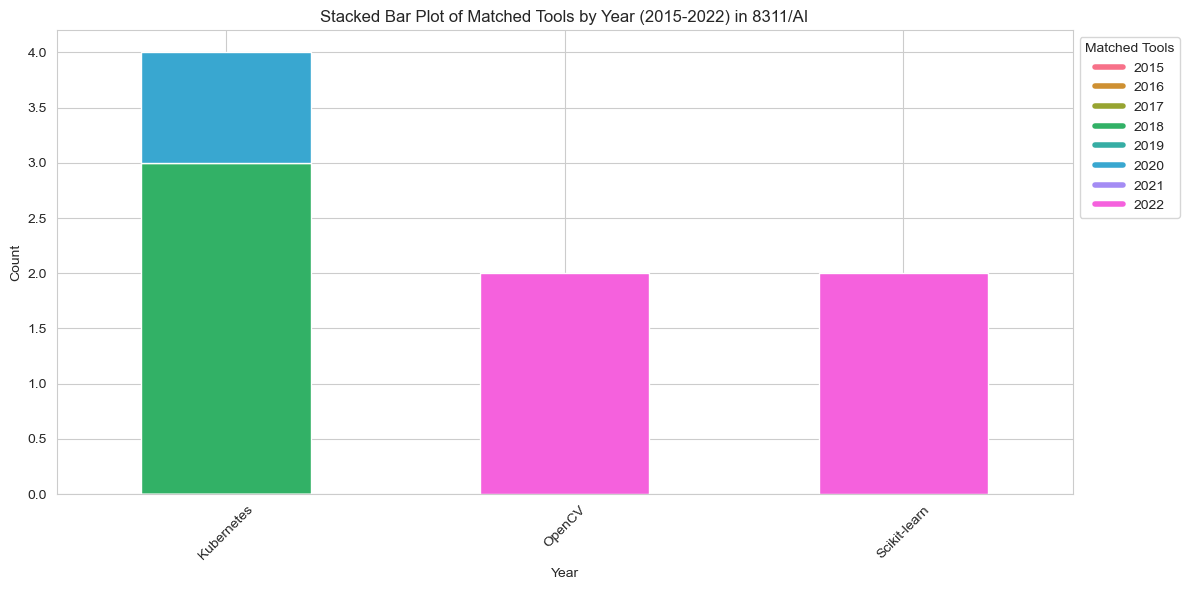 Stacked Bar Plot of Matched Tools by Year (2015-2022) in 8311/AI
4.0
3.5
3.0
2.5
2.0
1.5
1.0
0.5
0.0
Count
Kubernetes
OpenCV
Scikit-learn
Year
Matched Tools
2015
2016
2017
2018
2019
2020
2021
2022